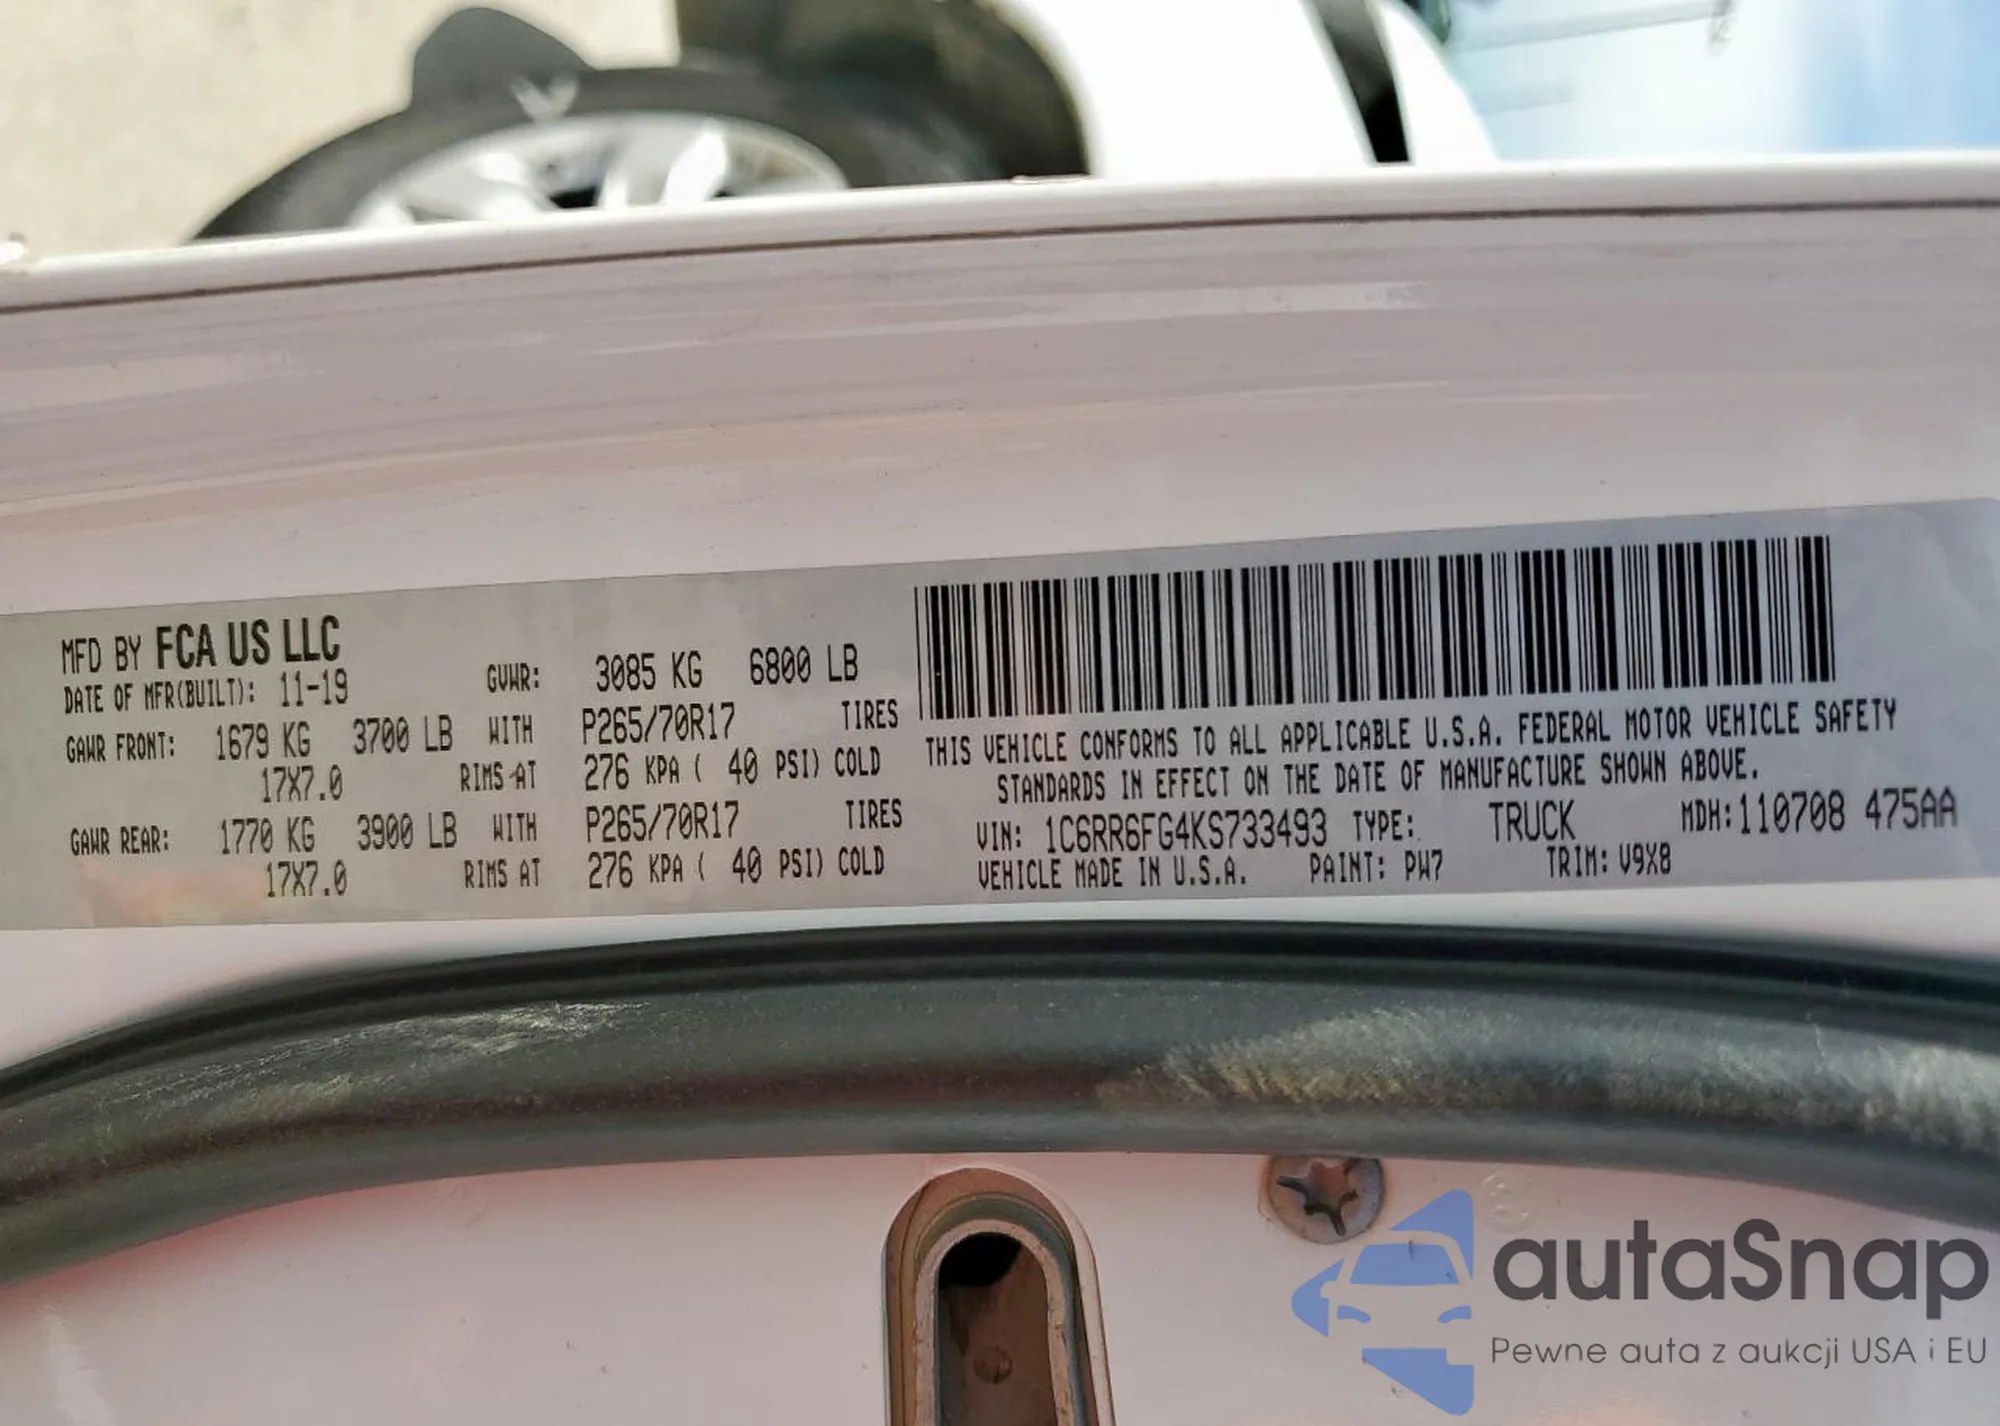 MFD BY FCA US LLC
DATE OF MFR(BUILT): 11-19 GVWR: 3085 KG 6800 LB
GAWR FRONT: 1679 KG 3700 LB WITH P265/70R17 TIRES
17X7.0 RIMS AT 276 KPA ( 40 PSI) COLD
GAWR REAR: 1770 KG 3900 LB WITH P265/70R17 TIRES
17X7.0 RIMS AT 276 KPA ( 40 PSI) COLD
THIS VEHICLE CONFORMS TO ALL APPLICABLE U.S.A. FEDERAL MOTOR VEHICLE SAFETY
STANDARDS IN EFFECT ON THE DATE OF MANUFACTURE SHOWN ABOVE.
VIN: 1C6RR6FG4KS733493 TYPE: TRUCK MDH:110708 475AA
VEHICLE MADE IN U.S.A. PAINT: PW7 TRIM: V9X8
autaSnap
Pewne auta z aukcji USA i EU